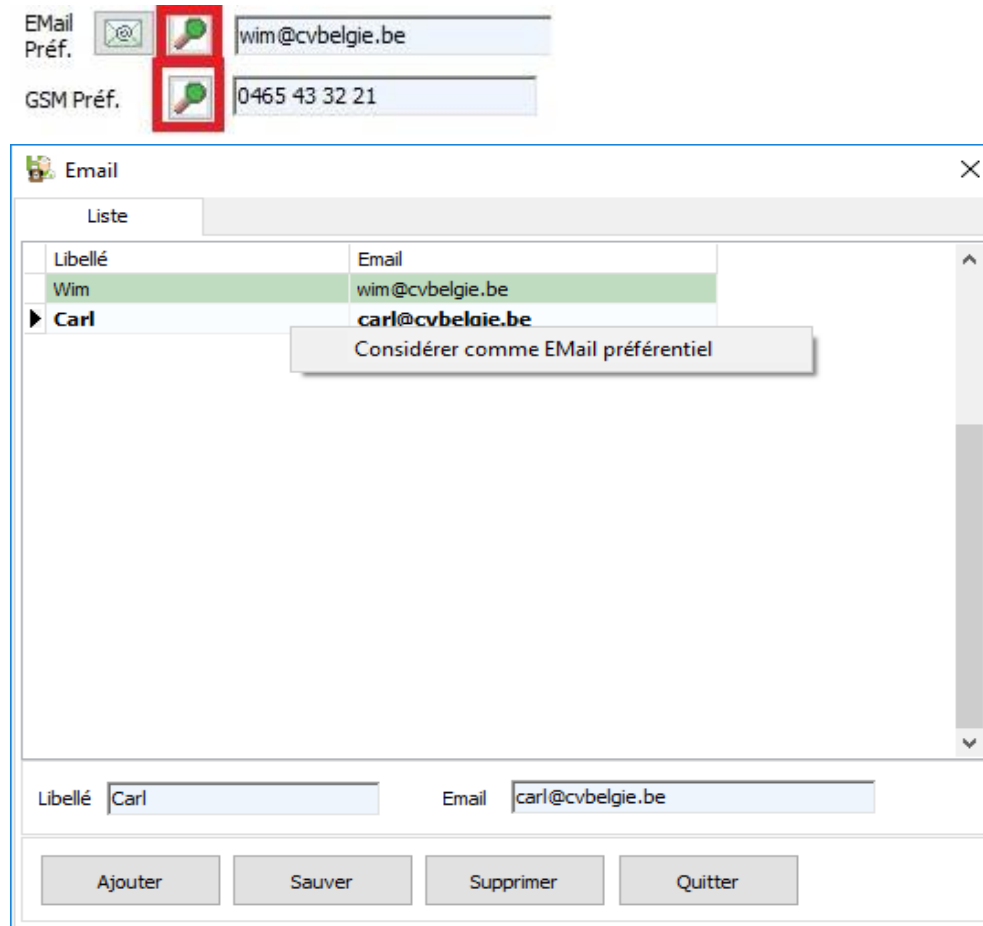 EMail
Préf.
wim@cvbelgie.be
GSM Préf.
0465 43 32 21
Email
Liste
Libellé Email
Wim wim@cvbelgie.be
Carl carl@cvbelgie.be
Considérer comme EMail préférentiel
Libellé Carl Email carl@cvbelgie.be
Ajouter Sauver Supprimer Quitter